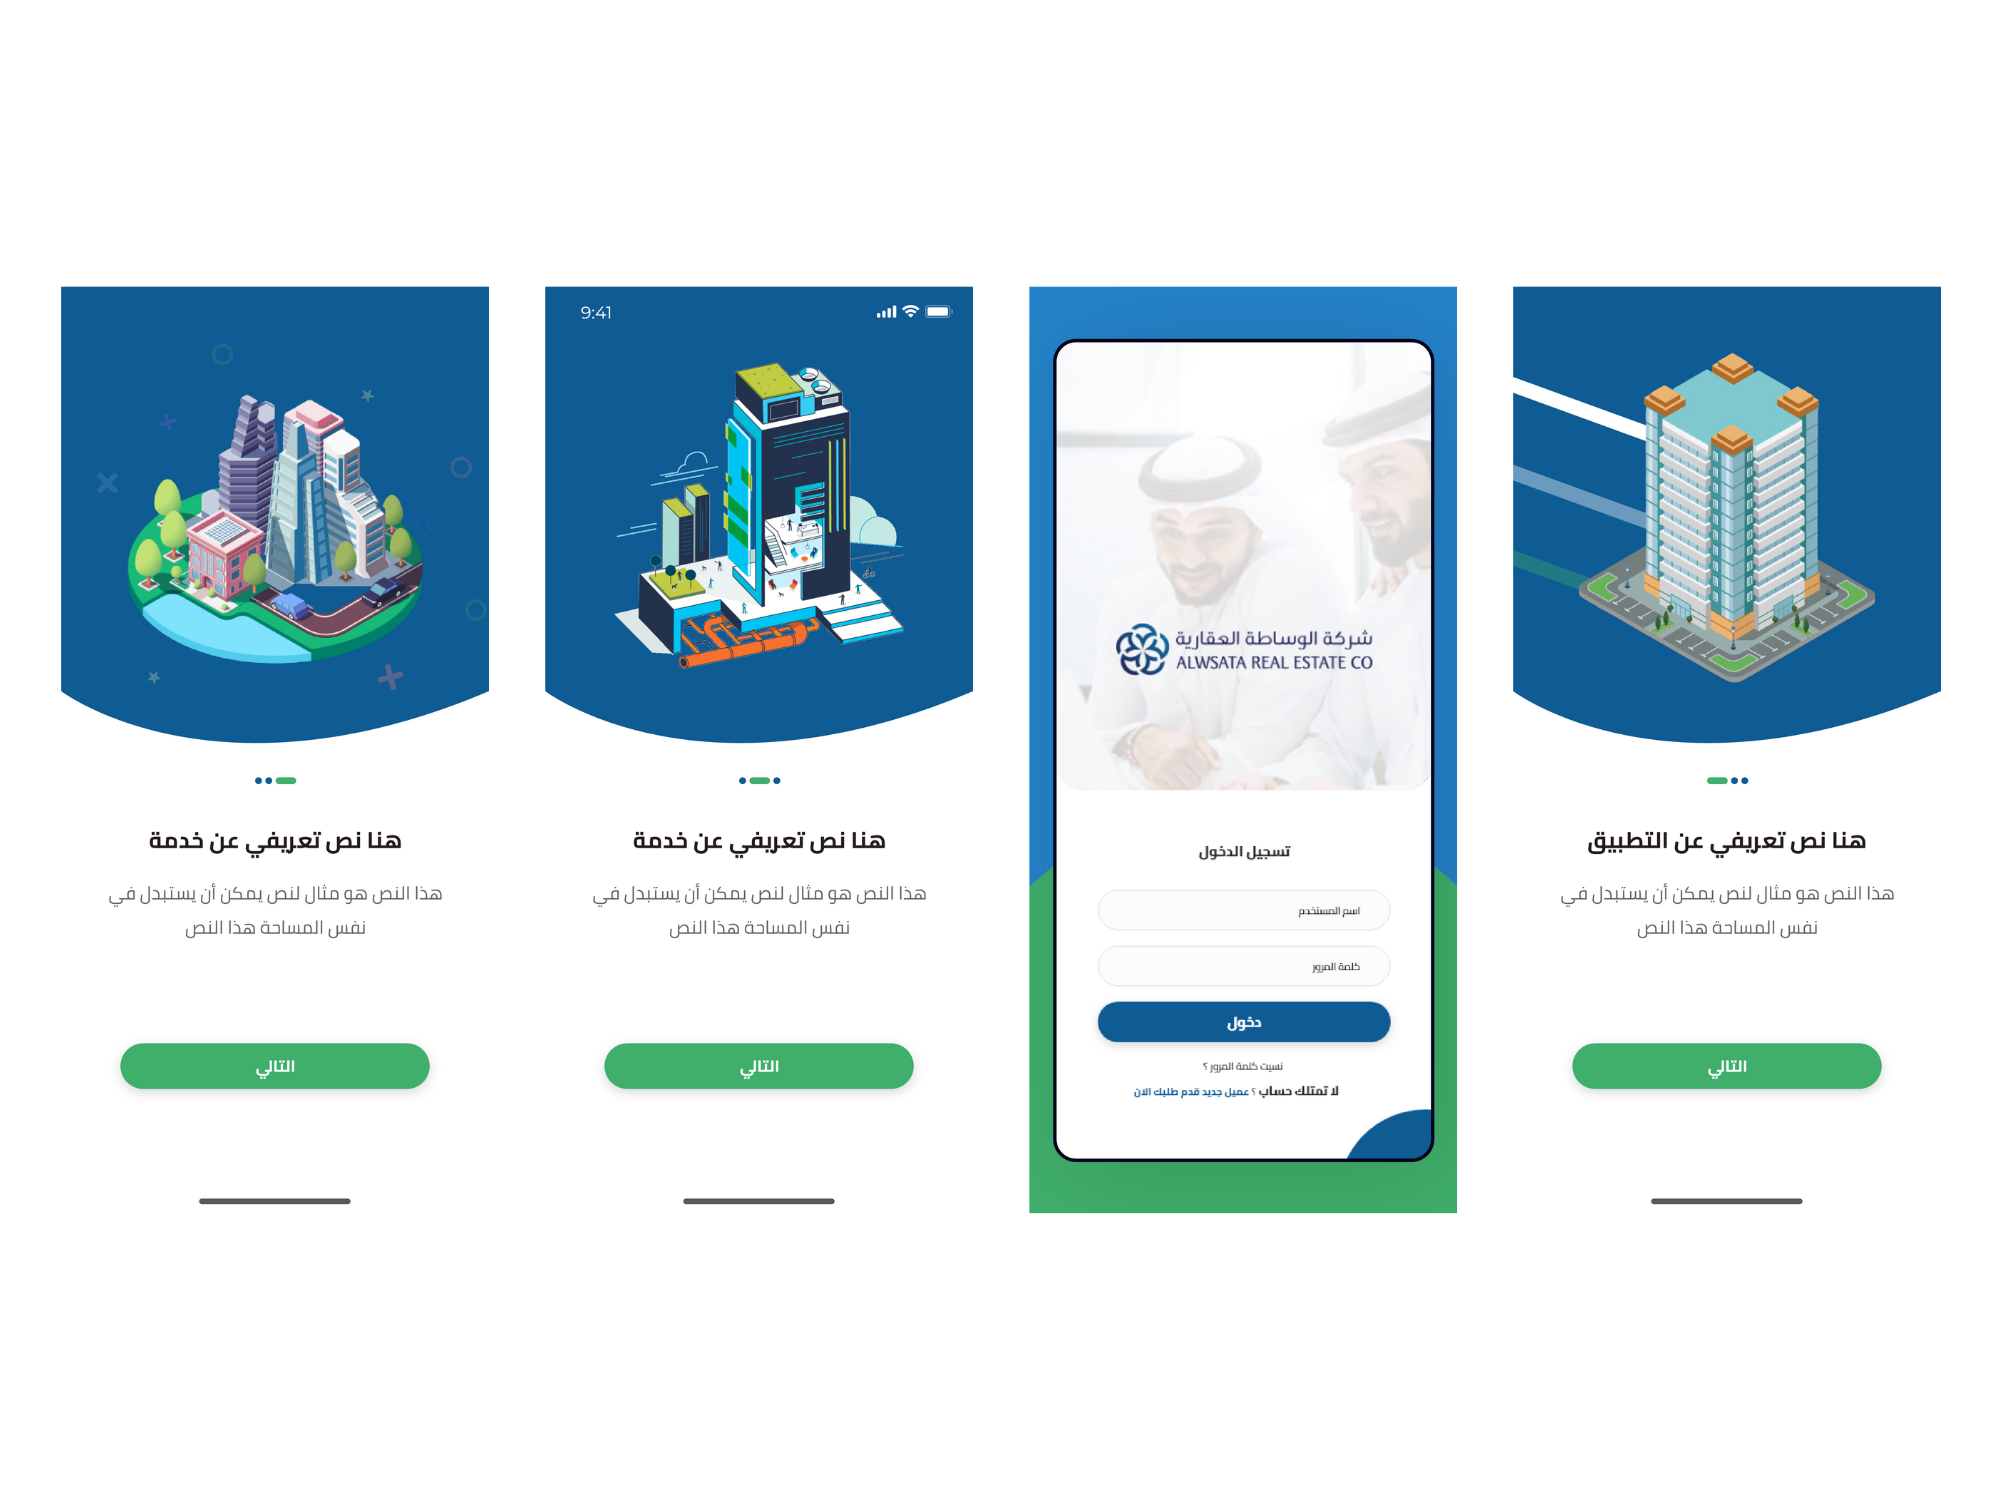 هنا نص تعريفي عن خدمة
هذا النص هو مثال لنص يمكن أن يستبدل في
نفس المساحة هذا النص
التالي
9:41
هنا نص تعريفي عن خدمة
هذا النص هو مثال لنص يمكن أن يستبدل في
نفس المساحة هذا النص
التالي
شركة الوساطة العقارية
ALWSATA REAL ESTATE CO
تسجيل الدخول
اسم المستخدم
كلمة المرور
دخول
نسيت كلمة المرور ؟
لا تمتلك حساب ؟ عميل جديد قدم طلبك الان
هنا نص تعريفي عن التطبيق
هذا النص هو مثال لنص يمكن أن يستبدل في
نفس المساحة هذا النص
التالي